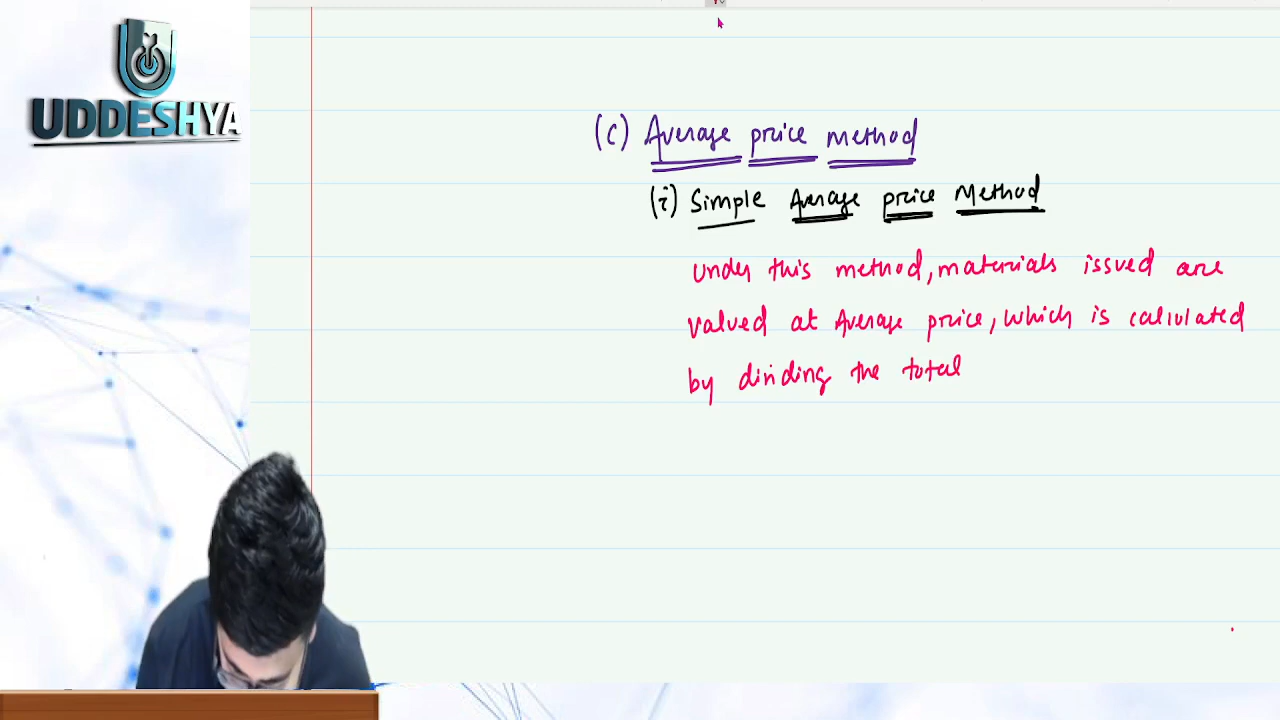 UDDESHYA
(c) Average price method
(i) Simple Average price Method
Under this method, materials issued are
valued at Average price, which is calculated
by dividing the total